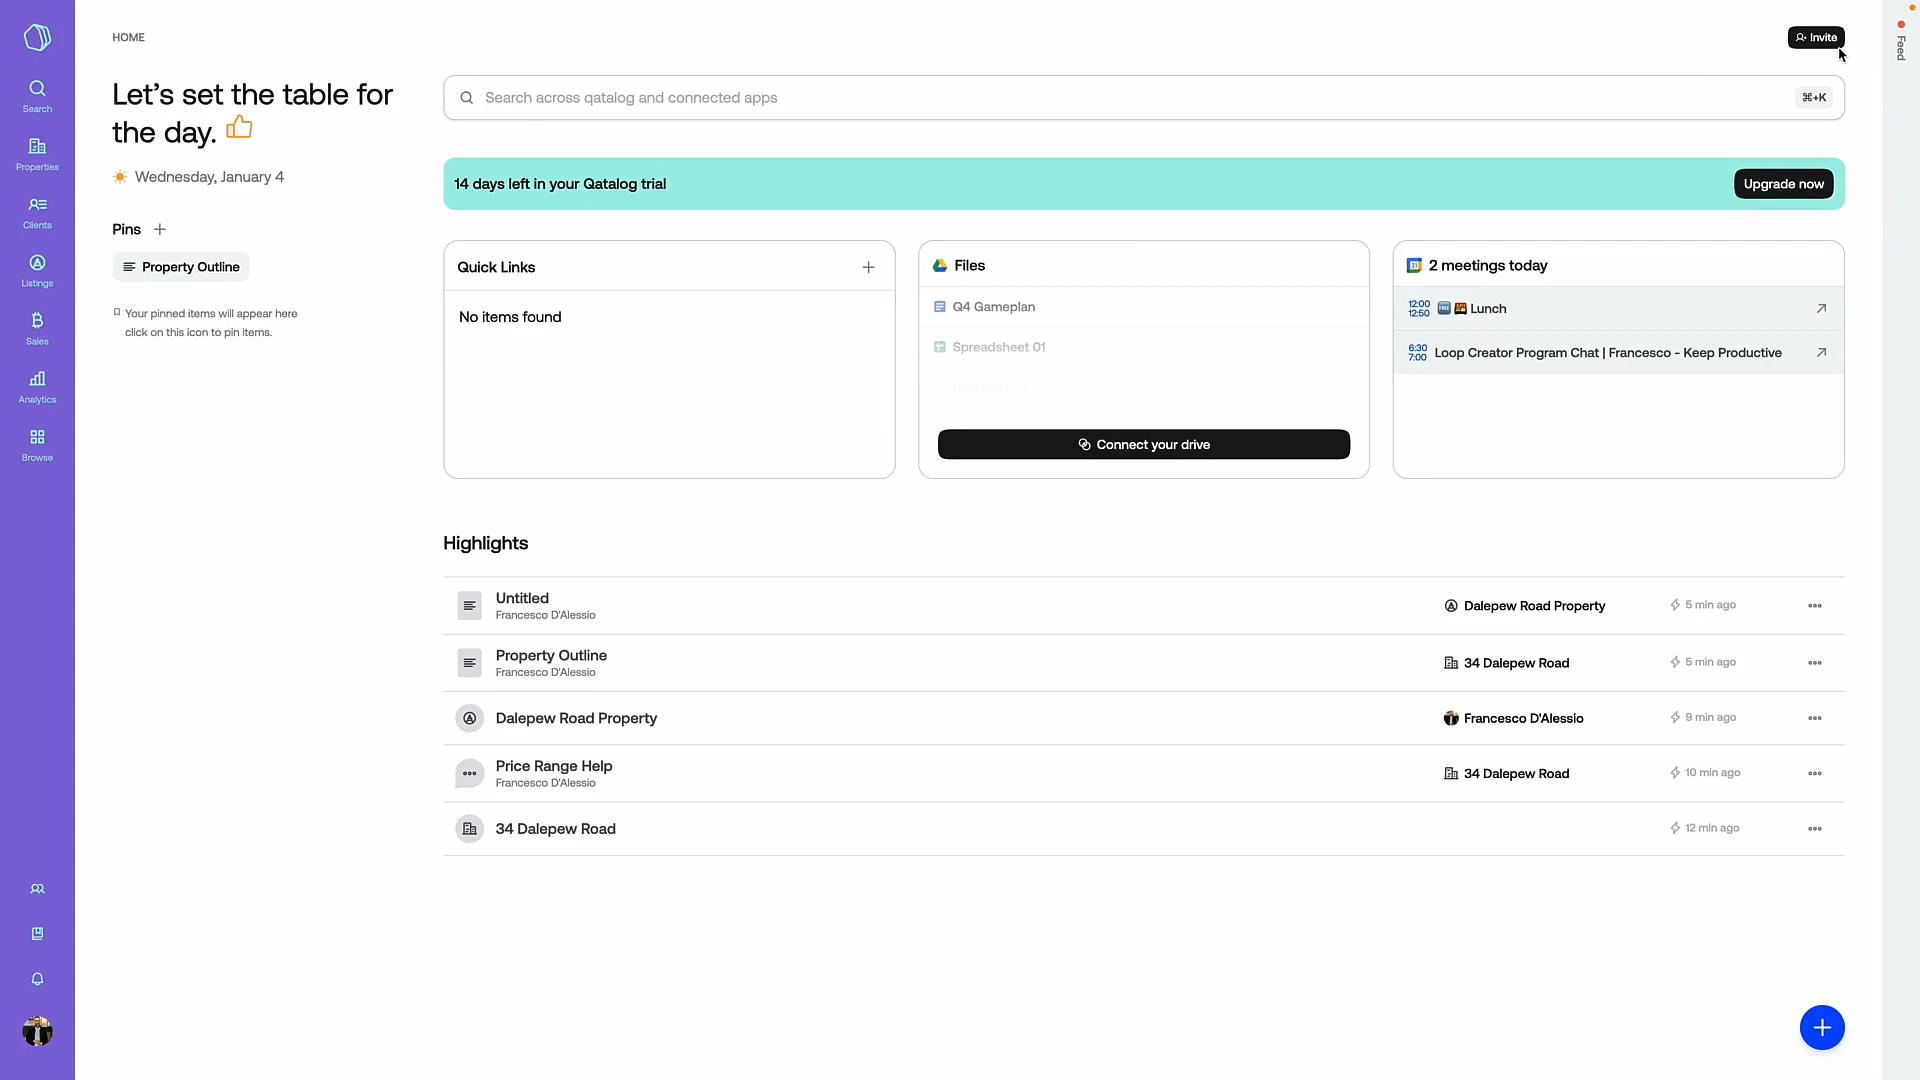 HOME
Invite
Feed
Search
Properties
Clients
Listings
Sales
Analytics
Browse
Let's set the table for
the day.
Wednesday, January 4
Pins
Property Outline
Your pinned items will appear here
click on this icon to pin items.
Search across qatalog and connected apps
⌘+K
14 days left in your Qatalog trial
Upgrade now
Quick Links
No items found
Files
Q4 Gameplan
Spreadsheet 01
Presentation 01
Connect your drive
2 meetings today
12:00
12:50
Lunch
6:30
7:00
Loop Creator Program Chat | Francesco - Keep Productive
Highlights
Untitled
Francesco D'Alessio
Dalepew Road Property
5 min ago
Property Outline
Francesco D'Alessio
34 Dalepew Road
5 min ago
Dalepew Road Property
Francesco D'Alessio
9 min ago
Price Range Help
Francesco D'Alessio
34 Dalepew Road
10 min ago
34 Dalepew Road
12 min ago